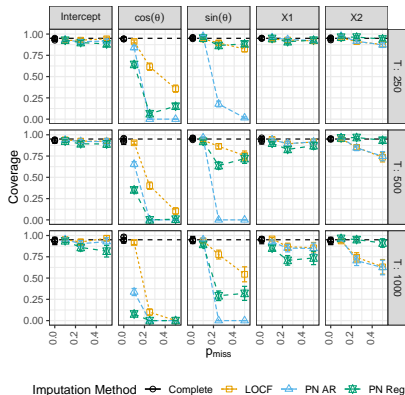 Intercept cos(θ) sin(θ) X1 X2
1.00
0.75
0.50
0.25
0.00
T : 250
1.00
0.75
0.50
0.25
0.00
T : 500
1.00
0.75
0.50
0.25
0.00
T : 1000
Coverage
0.0 0.2 0.4 0.0 0.2 0.4 0.0 0.2 0.4 0.0 0.2 0.4 0.0 0.2 0.4
pmiss
Imputation Method Complete LOCF PN AR PN Reg